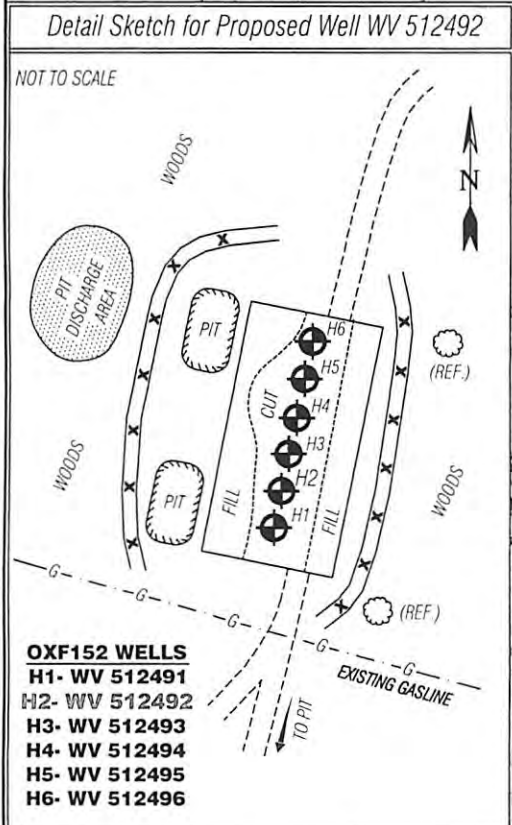 Detail Sketch for Proposed Well WV 512492
NOT TO SCALE
WOODS
N
PIT
DISCHARGE
AREA
PIT
H6
(REF.)
H5
CUT
H4
H3
WOODS
WOODS
PIT
FILL
H2
FILL
H1
G
G
G
(REF.)
G
G
EXISTING GASLINE
TO PIT
OXF152 WELLS
H1- WV 512491
H2- WV 512492
H3- WV 512493
H4- WV 512494
H5- WV 512495
H6- WV 512496